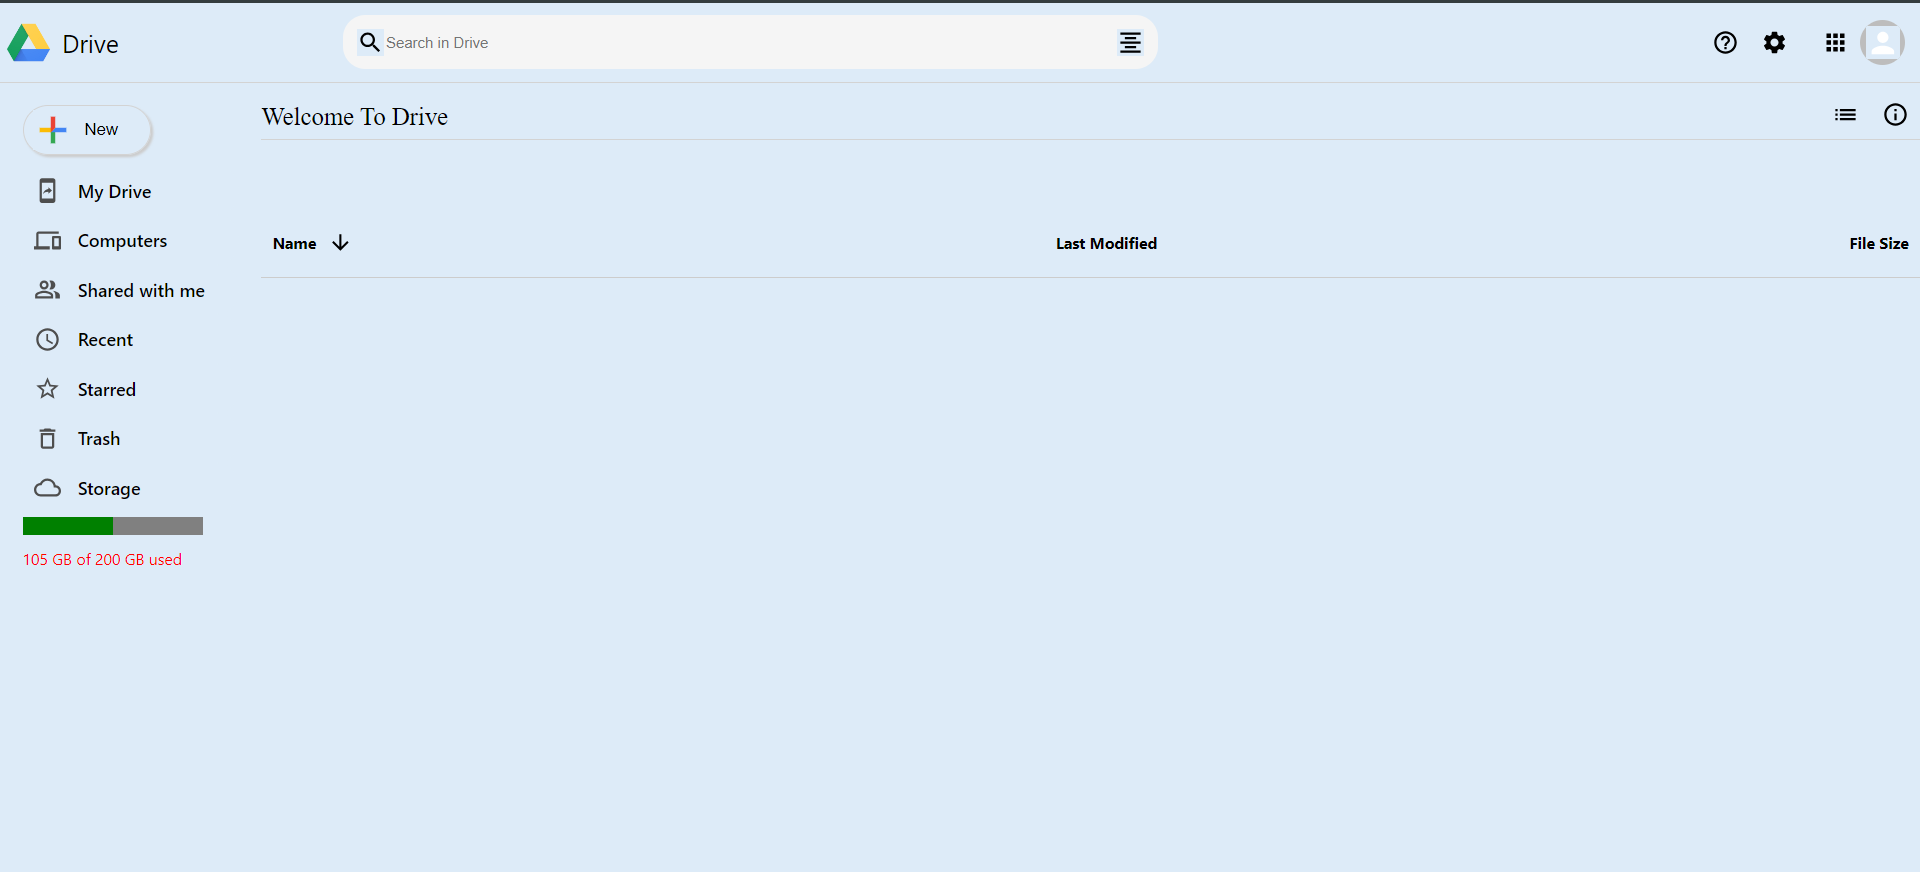 Drive
Search in Drive
New
Welcome To Drive
My Drive
Computers
Shared with me
Recent
Starred
Trash
Storage
105 GB of 200 GB used
Name Last Modified File Size